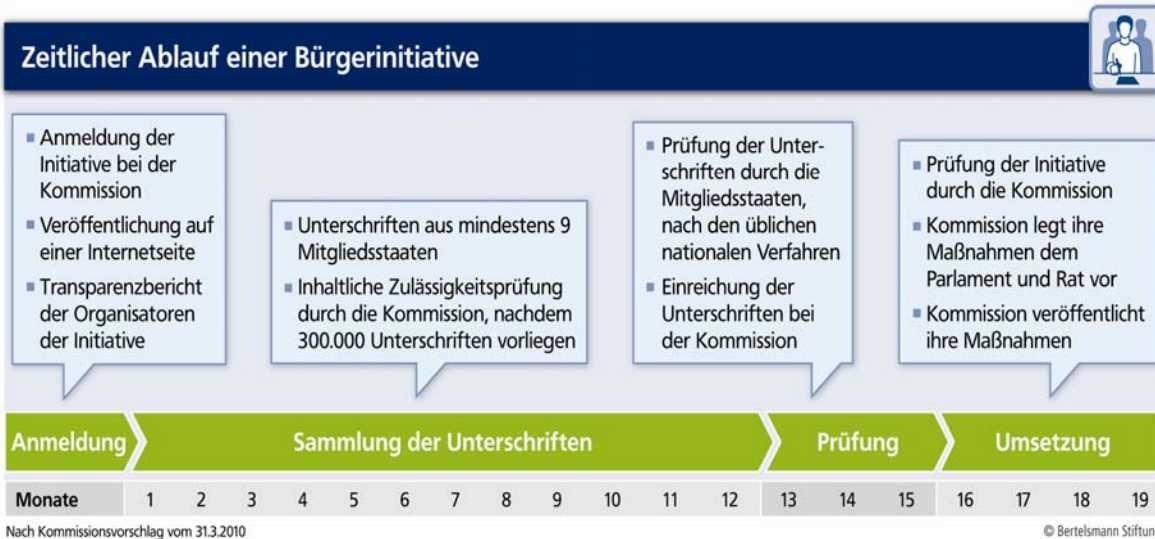 Zeitlicher Ablauf einer Bürgerinitiative
Anmeldung der
Initiative bei der
Kommission
Veröffentlichung auf
einer Internetseite
Transparenzbericht
der Organisatoren
der Initiative
Unterschriften aus mindestens 9
Mitgliedsstaaten
Inhaltliche Zulässigkeitsprüfung
durch die Kommission, nachdem
300.000 Unterschriften vorliegen
Prüfung der Unter-
schriften durch die
Mitgliedsstaaten,
nach den üblichen
nationalen Verfahren
Einreichung der
Unterschriften bei
der Kommission
Prüfung der Initiative
durch die Kommission
Kommission legt ihre
Maßnahmen dem
Parlament und Rat vor
Kommission veröffentlicht
ihre Maßnahmen
Anmeldung Sammlung der Unterschriften Prüfung Umsetzung
Monate 1 2 3 4 5 6 7 8 9 10 11 12 13 14 15 16 17 18 19
Nach Kommissionsvorschlag vom 31.3.2010 © Bertelsmann Stiftun